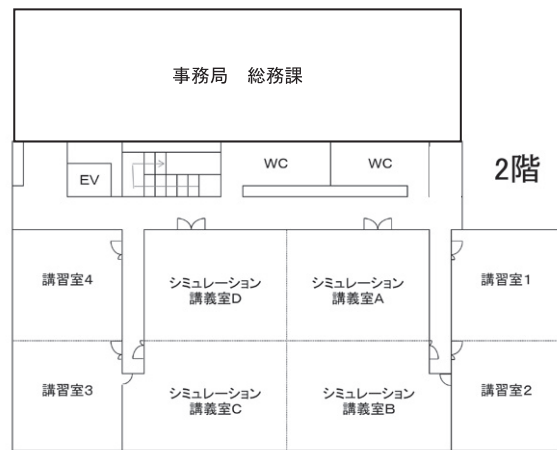 事務局　総務課
WC
WC
EV
2階
講習室4
シミュレーション
講義室D
シミュレーション
講義室A
講習室1
講習室3
シミュレーション
講義室C
シミュレーション
講義室B
講習室2